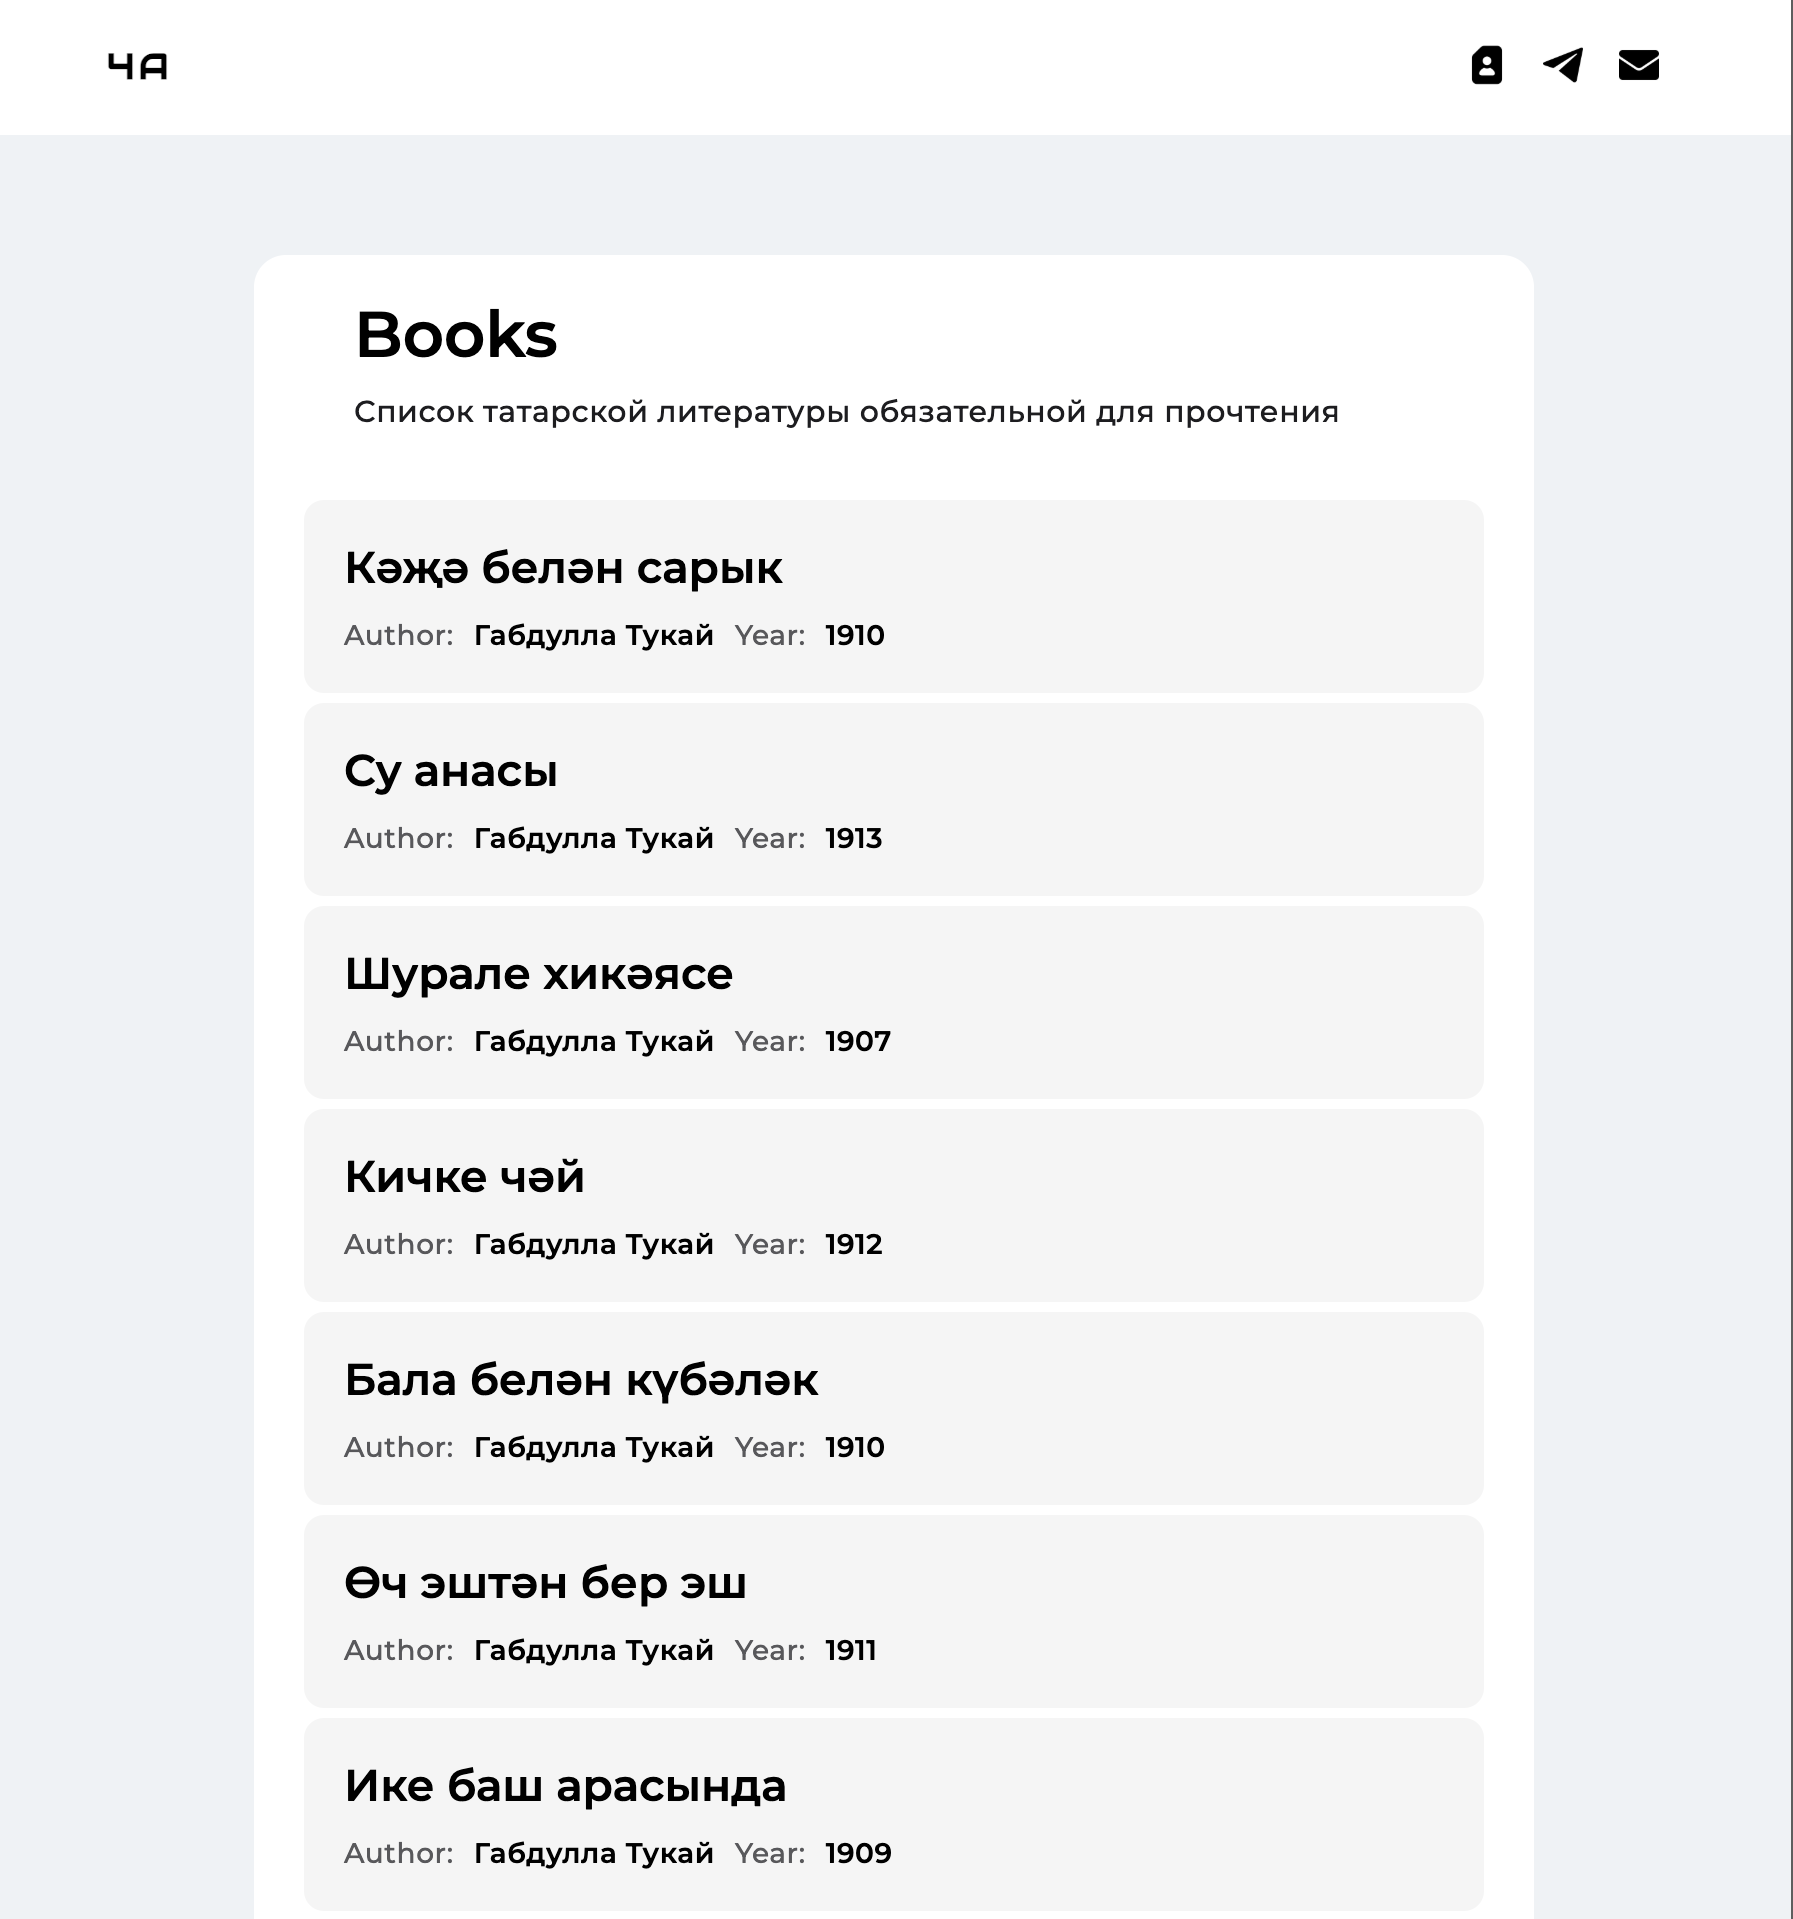 ЧА
Books
Список татарской литературы обязательной для прочтения
Кәҗә белән сарык
Author: Габдулла Тукай Year: 1910
Су анасы
Author: Габдулла Тукай Year: 1913
Шурале хикәясе
Author: Габдулла Тукай Year: 1907
Кичке чәй
Author: Габдулла Тукай Year: 1912
Бала белән күбәләк
Author: Габдулла Тукай Year: 1910
Өч эштән бер эш
Author: Габдулла Тукай Year: 1911
Ике баш арасында
Author: Габдулла Тукай Year: 1909